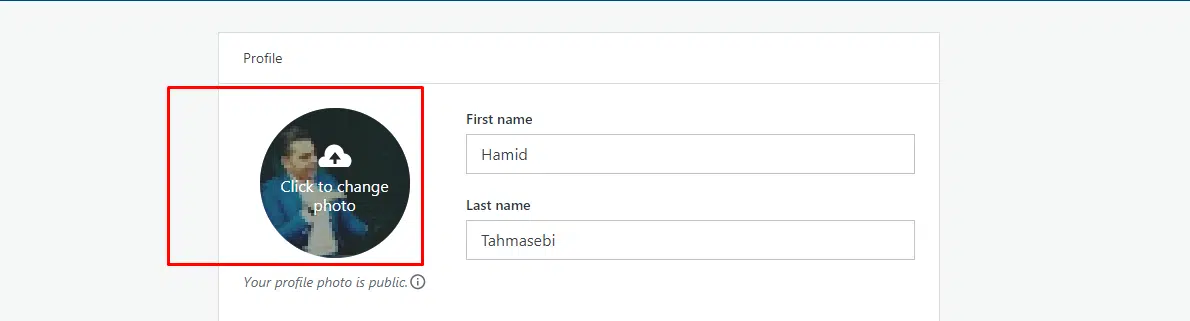 Profile
Click to change
photo
Your profile photo is public.
First name
Hamid
Last name
Tahmasebi